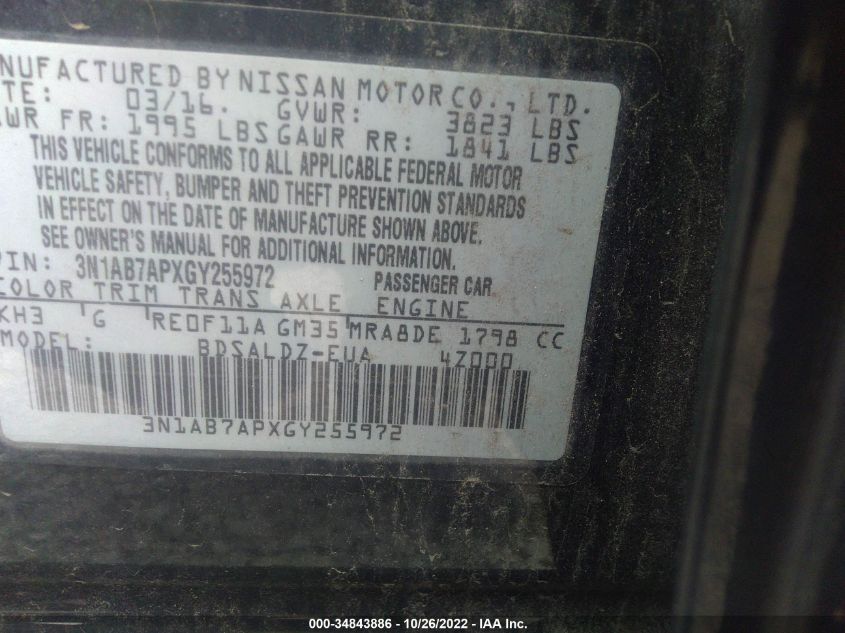 NUFACTURED BY NISSAN MOTOR CO., LTD.
TE: 03/16. GVWR: 3823 LBS
WR FR: 1995 LBS GAWR RR: 1841 LBS
THIS VEHICLE CONFORMS TO ALL APPLICABLE FEDERAL MOTOR
VEHICLE SAFETY, BUMPER AND THEFT PREVENTION STANDARDS
IN EFFECT ON THE DATE OF MANUFACTURE SHOWN ABOVE.
SEE OWNER'S MANUAL FOR ADDITIONAL INFORMATION.
IN: 3N1AB7APXGY255972 PASSENGER CAR
COLOR TRIM TRANS AXLE ENGINE
KH3 G RE0F11A GM35 MRA8DE 1798 CC
MODEL: BDSALDZ-EUA 4Z000
3N1AB7APXGY255972
000-34843886 - 10/26/2022 - IAA Inc.